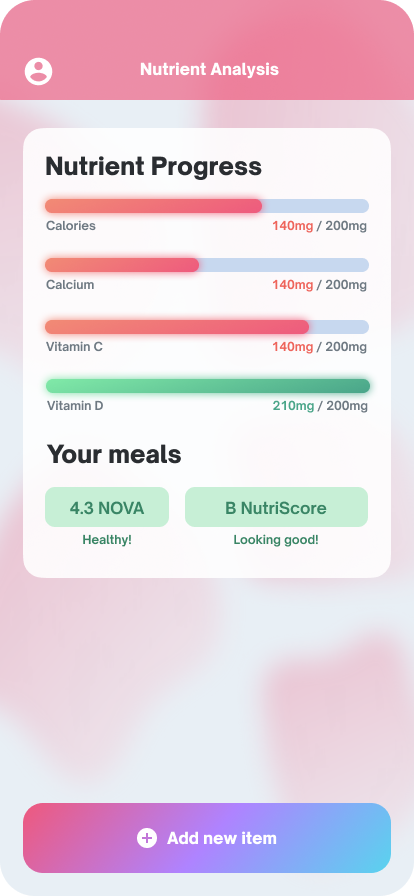 Nutrient Analysis
Nutrient Progress
Calories 140mg / 200mg
Calcium 140mg / 200mg
Vitamin C 140mg / 200mg
Vitamin D 210mg / 200mg
Your meals
4.3 NOVA B NutriScore
Healthy! Looking good!
Add new item